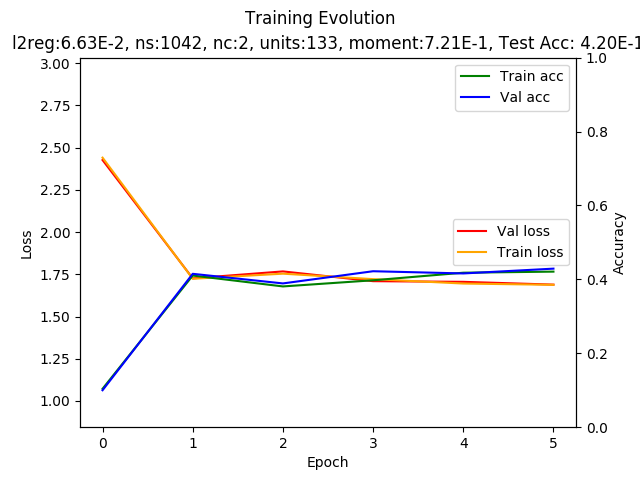 Training Evolution
l2reg:6.63E-2, ns:1042, nc:2, units:133, moment:7.21E-1, Test Acc: 4.20E-1
3.00
2.75
2.50
2.25
2.00
1.75
1.50
1.25
1.00
Loss
Train acc
Val acc
Val loss
Train loss
1.0
0.8
0.6
0.4
0.2
0.0
Accuracy
0 1 2 3 4 5
Epoch